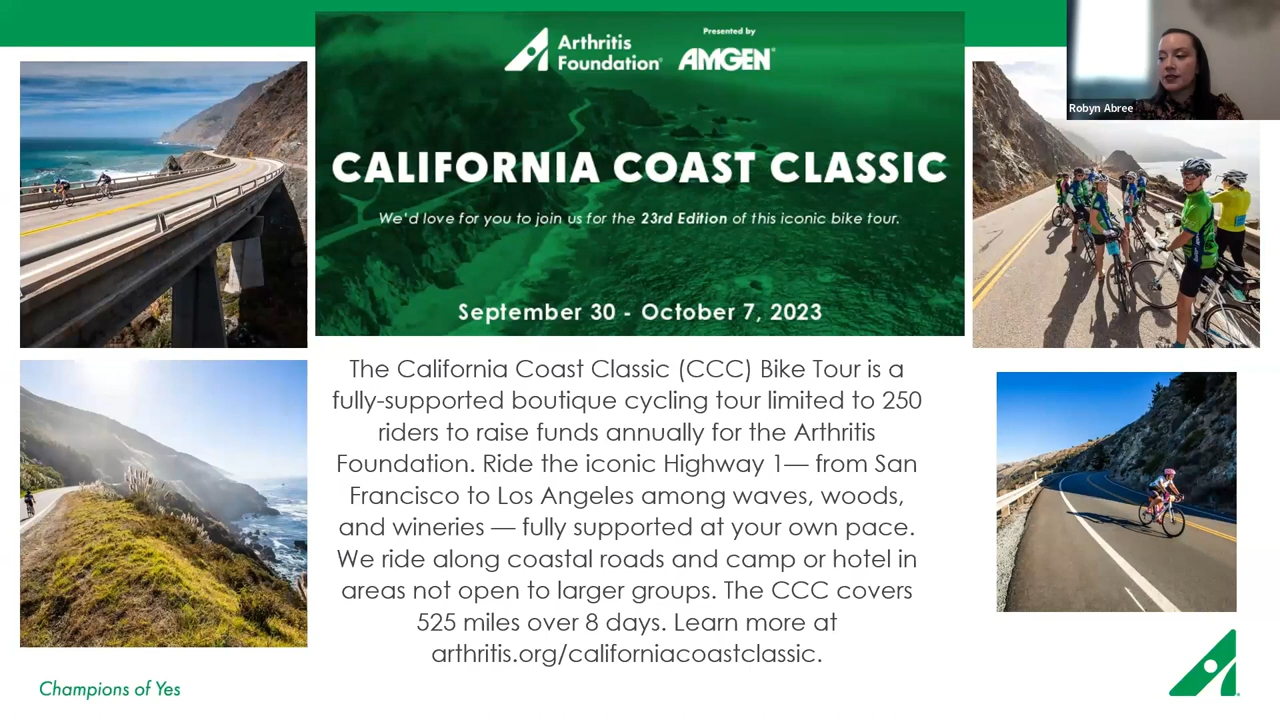 Arthritis
Foundation®
Presented by
AMGEN®
Robyn Abree
CALIFORNIA COAST CLASSIC
We'd love for you to join us for the 23rd Edition of this iconic bike tour.
September 30 - October 7, 2023
The California Coast Classic (CCC) Bike Tour is a
fully-supported boutique cycling tour limited to 250
riders to raise funds annually for the Arthritis
Foundation. Ride the iconic Highway 1— from San
Francisco to Los Angeles among waves, woods,
and wineries — fully supported at your own pace.
We ride along coastal roads and camp or hotel in
areas not open to larger groups. The CCC covers
525 miles over 8 days. Learn more at
arthritis.org/californiacoastclassic.
Champions of Yes